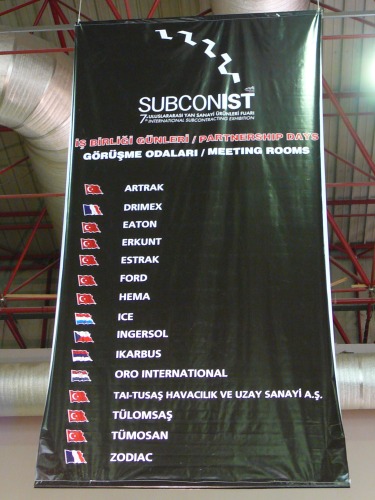 SUBCONIST
7. ULUSLARARASI YAN SANAYİ ÜRÜNLERİ FUARI
7th INTERNATIONAL SUBCONTRACTING EXHIBITION
İŞ BİRLİĞİ GÜNLERİ / PARTNERSHIP DAYS
GÖRÜŞME ODALARI / MEETING ROOMS
ARTRAK
DRIMEX
EATON
ERKUNT
ESTRAK
FORD
HEMA
ICE
INGERSOL
IKARBUS
ORO INTERNATIONAL
TAI-TUSAŞ HAVACILIK VE UZAY SANAYİ A.Ş.
TÜLOMSAŞ
TÜMOSAN
ZODIAC